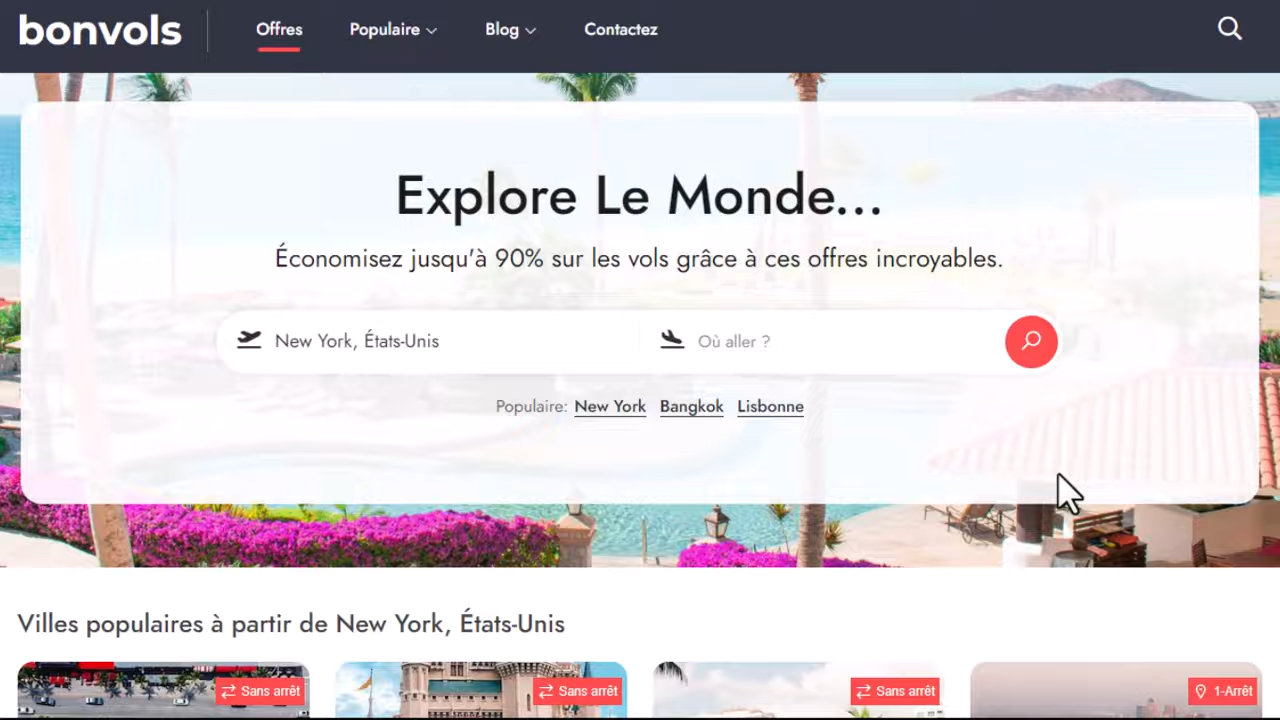 bonvols Offres Populaire Blog Contactez
Explore Le Monde...
Économisez jusqu'à 90% sur les vols grâce à ces offres incroyables.
New York, États-Unis Où aller ?
Populaire: New York Bangkok Lisbonne
Villes populaires à partir de New York, États-Unis
Sans arrêt Sans arrêt Sans arrêt 1-Arrêt